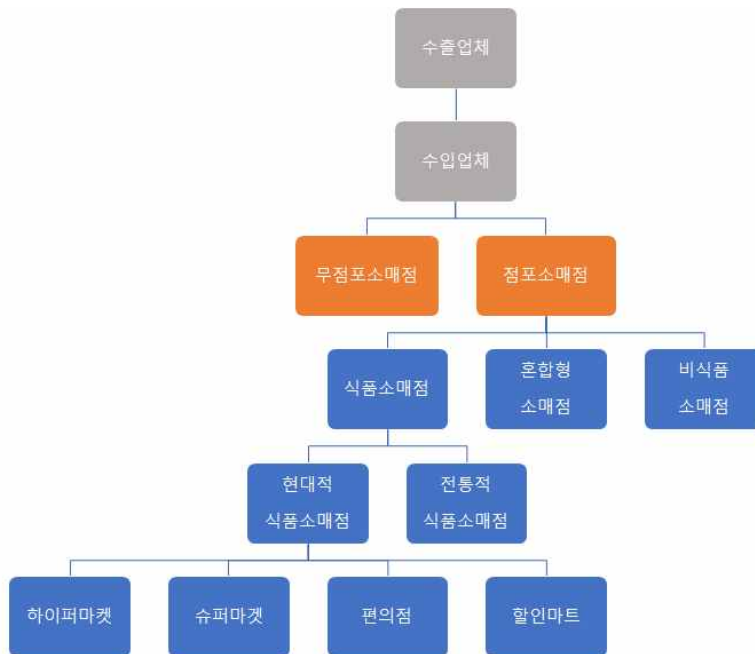 수출업체
수입업체
무점포소매점
점포소매점
식품소매점
혼합형
소매점
비식품
소매점
현대적
식품소매점
전통적
식품소매점
하이퍼마켓
슈퍼마겟
편의점
할인마트